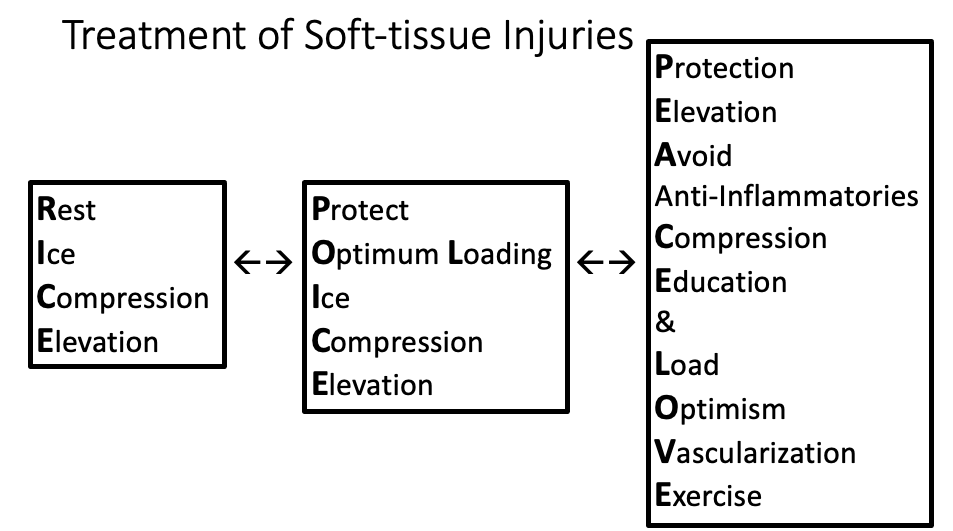 Treatment of Soft-tissue Injuries
Rest
Ice
Compression
Elevation
Protect
Optimum Loading
Ice
Compression
Elevation
Protection
Elevation
Avoid
Anti-Inflammatories
Compression
Education
&
Load
Optimism
Vascularization
Exercise